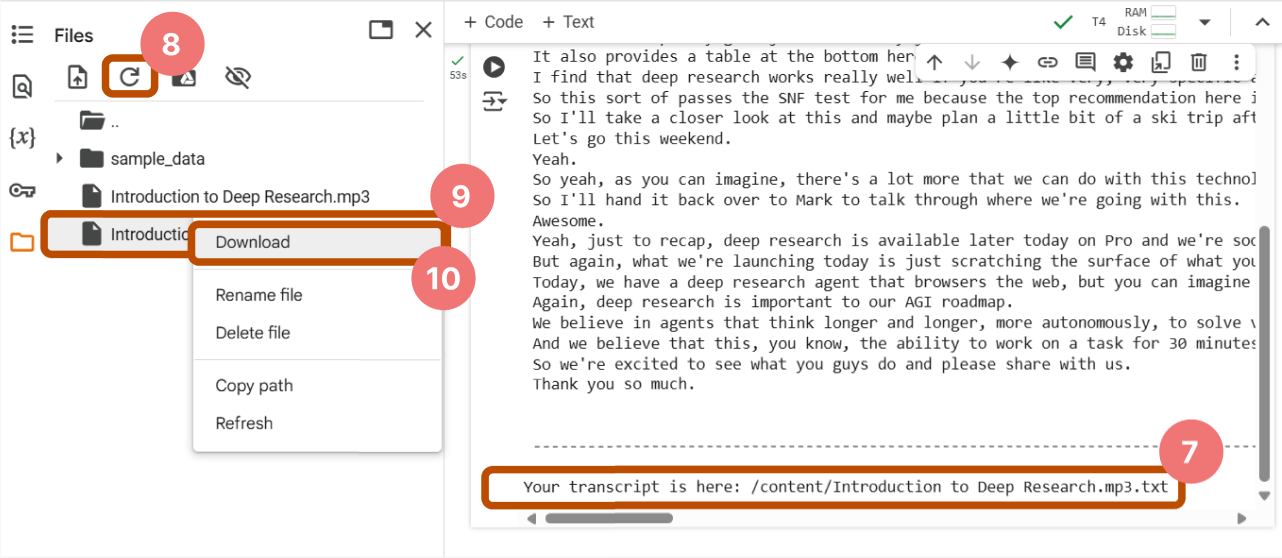 Files
8
..
sample_data
Introduction to Deep Research.mp3
9
Introductio
Download
10
Rename file
Delete file
Copy path
Refresh
{x}
+ Code + Text
T4
RAM
Disk
53s
It also provides a table at the bottom her
I find that deep research works really well if you're like very, very specific a
So this sort of passes the SNF test for me because the top recommendation here i
So I'll take a closer look at this and maybe plan a little bit of a ski trip aft
Let's go this weekend.
Yeah.
So yeah, as you can imagine, there's a lot more that we can do with this technol
So I'll hand it back over to Mark to talk through where we're going with this.
Awesome.
Yeah, just to recap, deep research is available later today on Pro and we're soo
But again, what we're launching today is just scratching the surface of what you
Today, we have a deep research agent that browsers the web, but you can imagine
Again, deep research is important to our AGI roadmap.
We believe in agents that think longer and longer, more autonomously, to solve v
And we believe that this, you know, the ability to work on a task for 30 minutes
So we're excited to see what you guys do and please share with us.
Thank you so much.
--------------------------------------------------------------------------------
7
Your transcript is here: /content/Introduction to Deep Research.mp3.txt